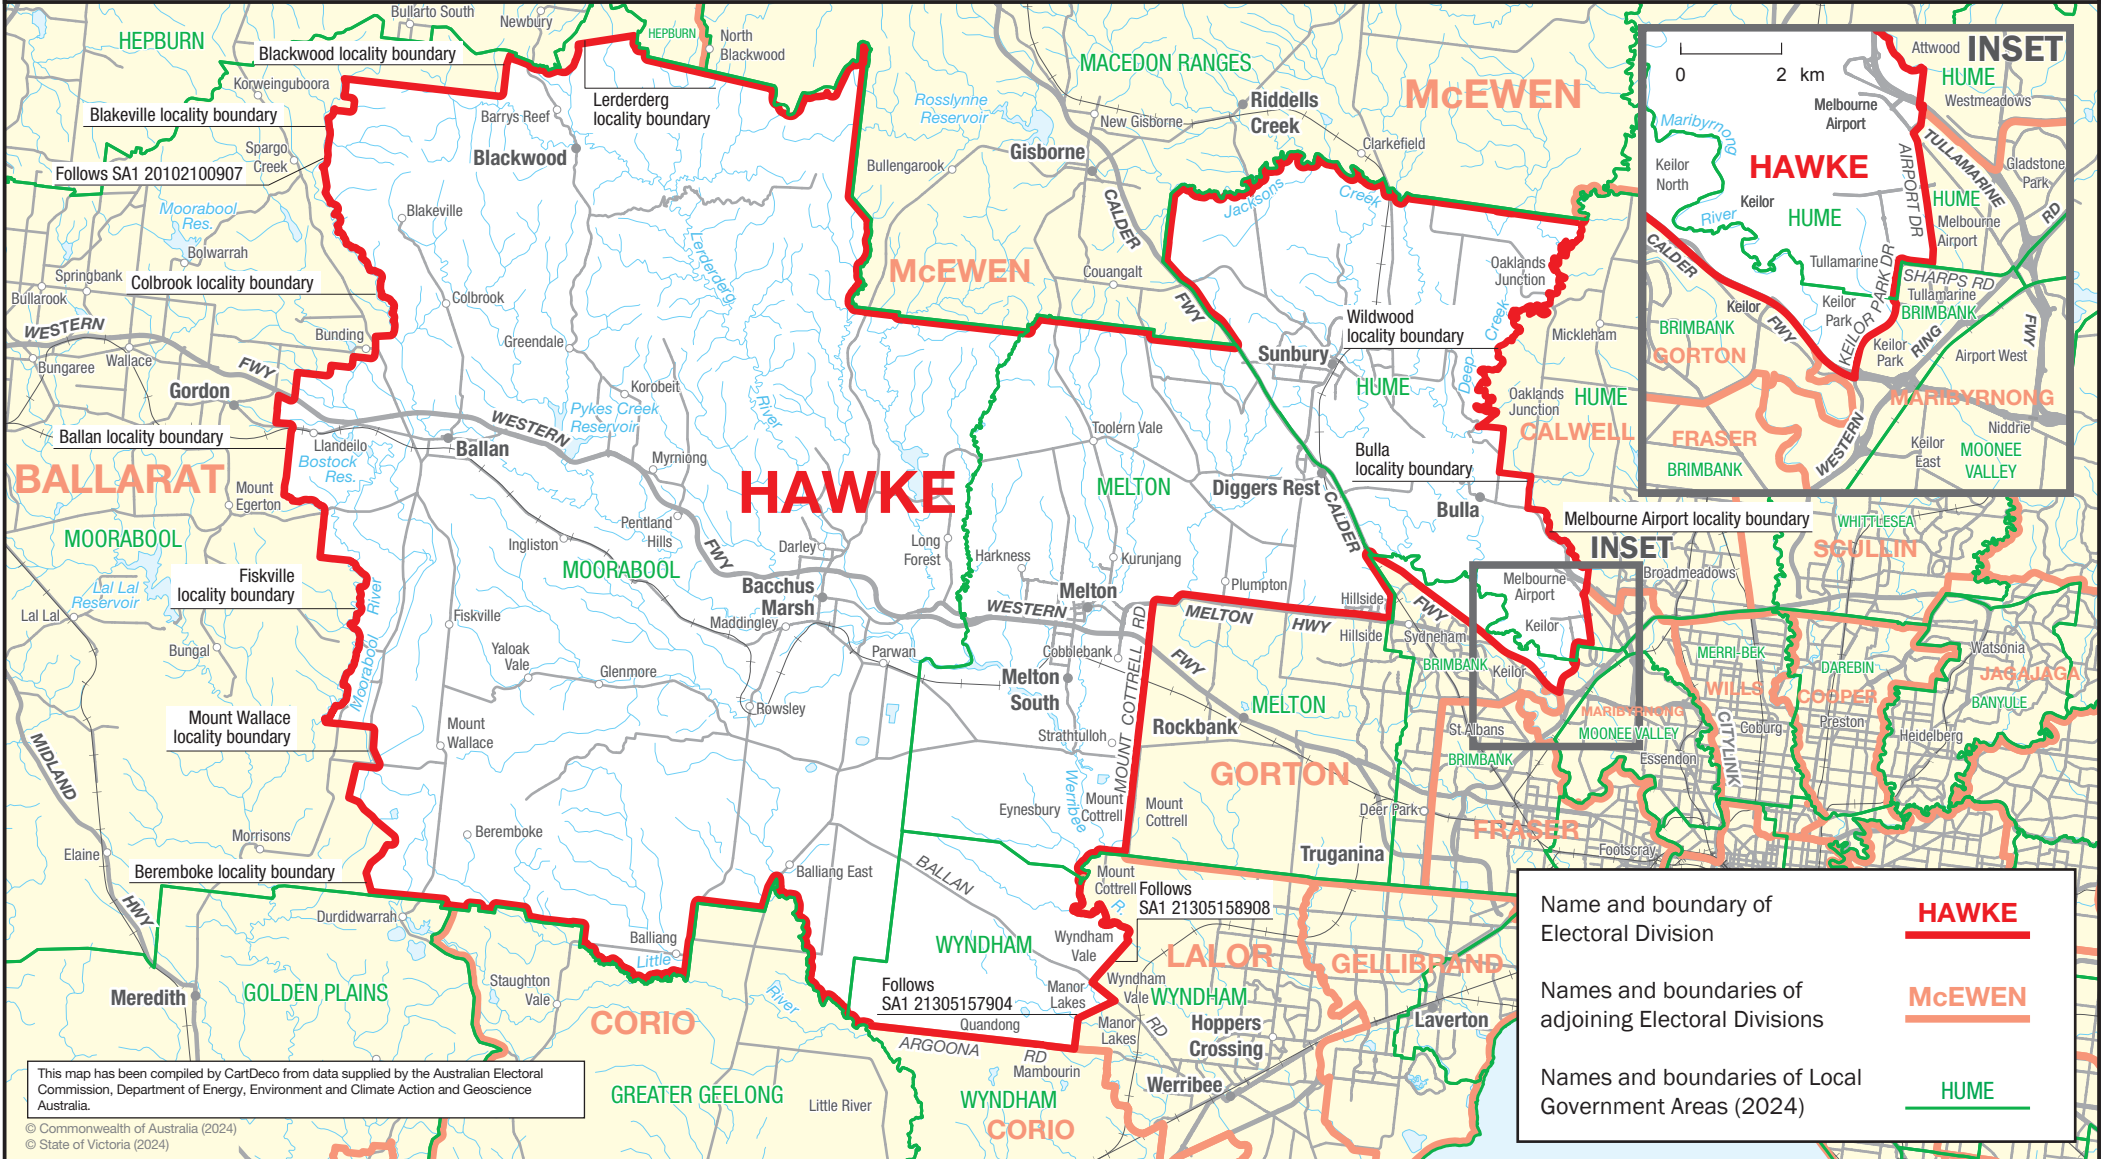 Bullarto South
Newbury
HEPBURN
HEPBURN
North
Blackwood
Blackwood locality boundary
Korweinguboora
Lerderderg
locality boundary
Blakeville locality boundary
Barrys Reef
Blackwood
Spargo
Creek
Follows SA1 20102100907
Moorabool
Res.
Blakeville
Bolwarrah
Lerderderg
River
Springbank
Colbrook locality boundary
Colbrook
Bullarook
WESTERN
FWY
Bunding
Greendale
Wallace
Bungaree
Gordon
Korobeit
Pykes Creek
Reservoir
WESTERN
Ballan locality boundary
Llandeilo
Bostock
Res.
Ballan
Myrniong
BALLARAT
Mount
Egerton
HAWKE
MOORABOOL
Pentland
Hills
Ingliston
MOORABOOL
FWY
Darley
Long
Forest
Fiskville
locality boundary
Lal Lal
Reservoir
Lal Lal
Moorabool
River
Bacchus
Marsh
Maddingley
Fiskville
Bungal
Yaloak
Vale
Glenmore
Parwan
Rowsley
Mount Wallace
locality boundary
Mount
Wallace
MIDLAND
HWY
Morrisons
Elaine
Beremboke
Beremboke locality boundary
Balliang East
Durdidwarrah
Balliang
Little
River
Meredith
GOLDEN PLAINS
Staughton
Vale
CORIO
GREATER GEELONG
Little River
MACEDON RANGES
McEWEN
Rosslynne
Reservoir
Riddells
Creek
New Gisborne
Gisborne
Clarkefield
Bullengarook
CALDER
FWY
Jacksons
Creek
McEWEN
Couangalt
Oaklands
Junction
Wildwood
locality boundary
Mickleham
Sunbury
Deep
Creek
HUME
Oaklands
Junction
HUME
CALWELL
Toolern Vale
Bulla
locality boundary
MELTON
Diggers Rest
CALDER
FWY
Bulla
Melbourne Airport locality boundary
Harkness
Kurunjang
Plumpton
Melton
WESTERN
FWY
Hillside
MELTON
HWY
Hillside
Sydneham
Cobblebank
Melton
South
MOUNT COTTRELL RD
MELTON
Rockbank
Strathtulloh
Werribee
R.
GORTON
Eynesbury
Mount
Cottrell
Mount
Cottrell
Deer Park
Truganina
BALLAN
RD
Mount
Cottrell
Follows
SA1 21305158908
WYNDHAM
Wyndham
Vale
LALOR
GELLIBRAND
Follows
SA1 21305157904
Manor
Lakes
Wyndham
Vale
WYNDHAM
Quandong
Manor
Lakes
Hoppers
Crossing
Laverton
ARGOONA
RD
Mambourin
Werribee
WYNDHAM
CORIO
INSET
Melbourne
Airport
Keilor
Broadmeadows
WHITTLESEA
SCULLIN
BRIMBANK
Keilor
MERRI-BEK
DAREBIN
Watsonia
JAGAJAGA
BANYULE
WILLS
COOPER
MARIBYRNONG
MOONEE VALLEY
St Albans
BRIMBANK
CITYLINK
Coburg
Preston
Heidelberg
Essendon
FRASER
Footscray
INSET
0
2 km
Attwood
HUME
Westmeadows
Melbourne
Airport
Maribyrnong
River
HAWKE
Keilor
North
Keilor
HUME
AIRPORT DR
TULLAMARINE
FWY
Gladstone
Park
HUME
Melbourne
Airport
CALDER
FWY
Tullamarine
SHARPS RD
Tullamarine
BRIMBANK
Keilor
Keilor
Park
KEILOR PARK DR
BRIMBANK
GORTON
Keilor
Park
RING
RD
Airport West
MARIBYRNONG
FRASER
BRIMBANK
WESTERN
Niddrie
Keilor
East
MOONEE
VALLEY
Name and boundary of
Electoral Division
HAWKE
Names and boundaries of
adjoining Electoral Divisions
McEWEN
Names and boundaries of Local
Government Areas (2024)
HUME
This map has been compiled by CartDeco from data supplied by the Australian Electoral
Commission, Department of Energy, Environment and Climate Action and Geoscience
Australia.
© Commonwealth of Australia (2024)
© State of Victoria (2024)